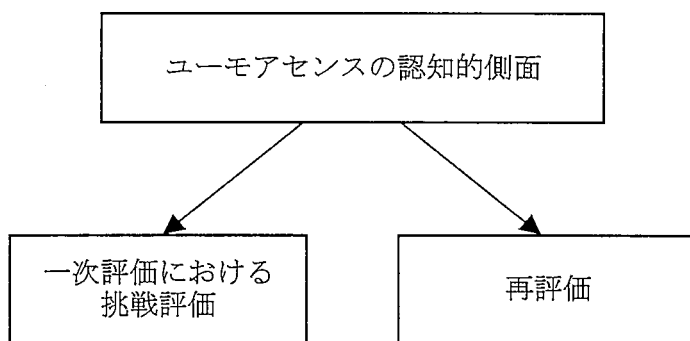 ユーモアセンスの認知的側面
一次評価における
挑戦評価
再評価